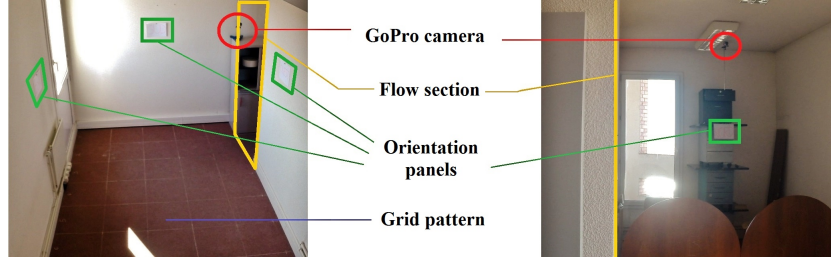 GoPro camera
Flow section
Orientation
panels
Grid pattern